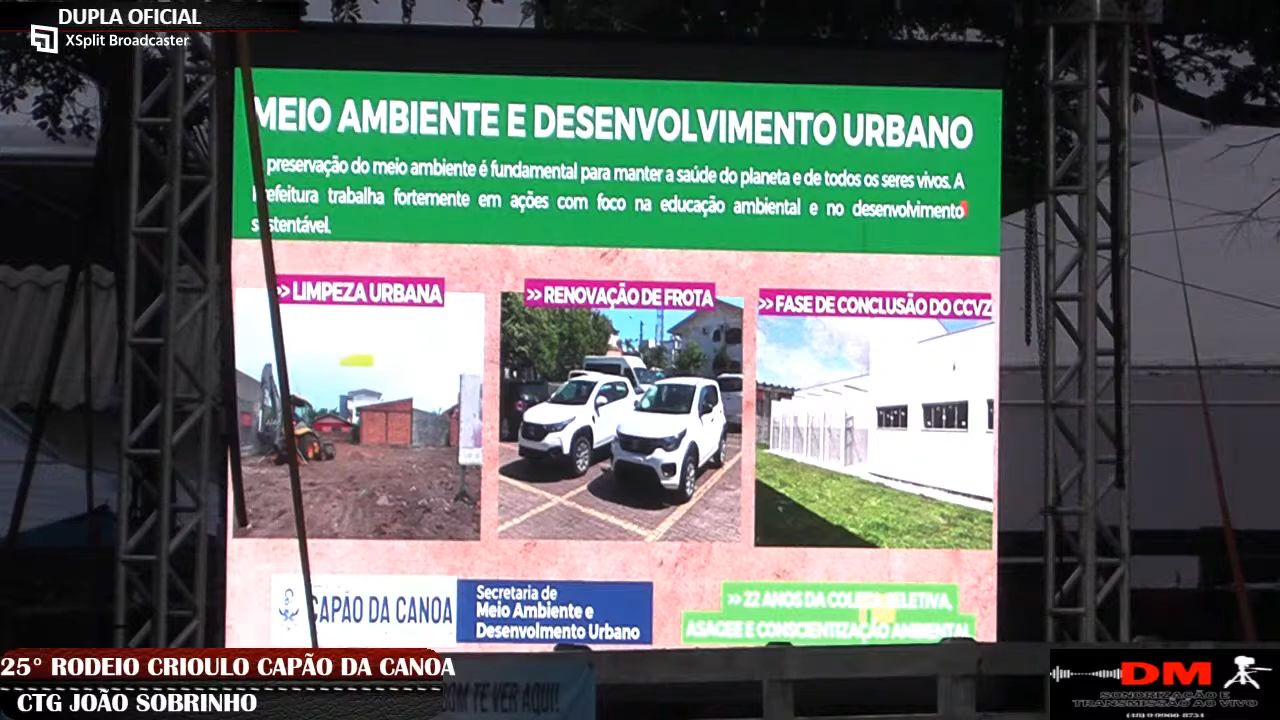 DUPLA OFICIAL
XSplit Broadcaster
MEIO AMBIENTE E DESENVOLVIMENTO URBANO
preservação do meio ambiente é fundamental para manter a saúde do planeta e de todos os seres vivos. A
Prefeitura trabalha fortemente em ações com foco na educação ambiental e no desenvolvimento
sustentável.
>> LIMPEZA URBANA
>> RENOVAÇÃO DE FROTA
>> FASE DE CONCLUSÃO DO CCVZ
CAPÃO DA CANOA
Secretaria de
Meio Ambiente e
Desenvolmento Urbano
>> 22 ANOS DA COLETA SELETIVA,
ASAGEE E CONSCIENTIZAÇÃO AMBIENTAL
25° RODEIO CRIOULO CAPÃO DA CANOA
CTG JOÃO SOBRINHO
BOM TE VER AQUI!
DM
SONORIZAÇÃO E
TRANSMISSÃO AO VIVO